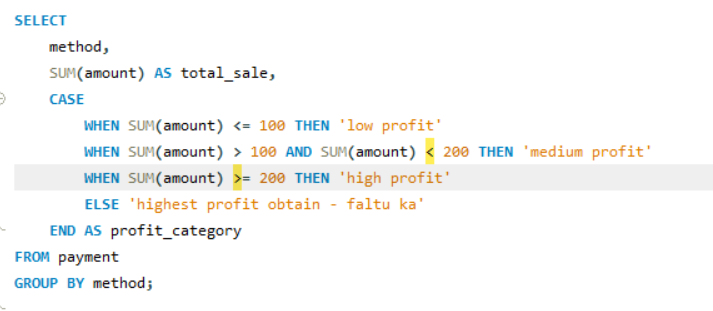 SELECT
method,
SUM(amount) AS total_sale,
CASE
WHEN SUM(amount) <= 100 THEN 'low profit'
WHEN SUM(amount) > 100 AND SUM(amount) < 200 THEN 'medium profit'
WHEN SUM(amount) >= 200 THEN 'high profit'
ELSE 'highest profit obtain - faltu ka'
END AS profit_category
FROM payment
GROUP BY method;